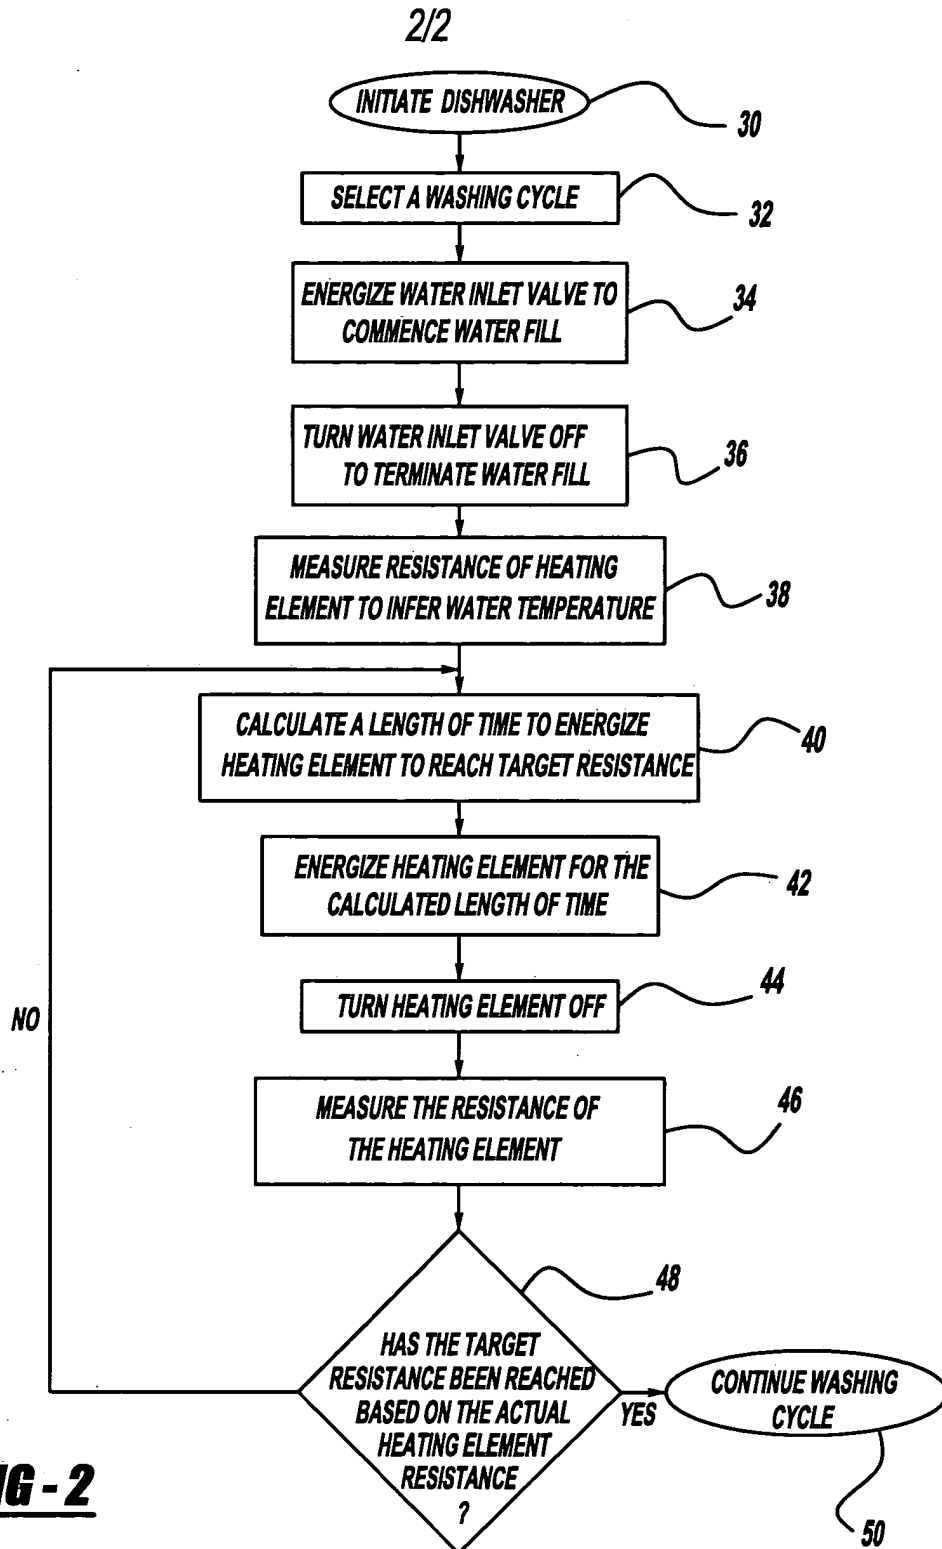 2/2
INITIATE DISHWASHER
30
SELECT A WASHING CYCLE
32
ENERGIZE WATER INLET VALVE TO
COMMENCE WATER FILL
34
TURN WATER INLET VALVE OFF
TO TERMINATE WATER FILL
36
MEASURE RESISTANCE OF HEATING
ELEMENT TO INFER WATER TEMPERATURE
38
CALCULATE A LENGTH OF TIME TO ENERGIZE
HEATING ELEMENT TO REACH TARGET RESISTANCE
40
ENERGIZE HEATING ELEMENT FOR THE
CALCULATED LENGTH OF TIME
42
TURN HEATING ELEMENT OFF
44
NO
MEASURE THE RESISTANCE OF
THE HEATING ELEMENT
46
48
HAS THE TARGET
RESISTANCE BEEN REACHED
BASED ON THE ACTUAL
HEATING ELEMENT
RESISTANCE
?
YES
CONTINUE WASHING
CYCLE
50
IG - 2